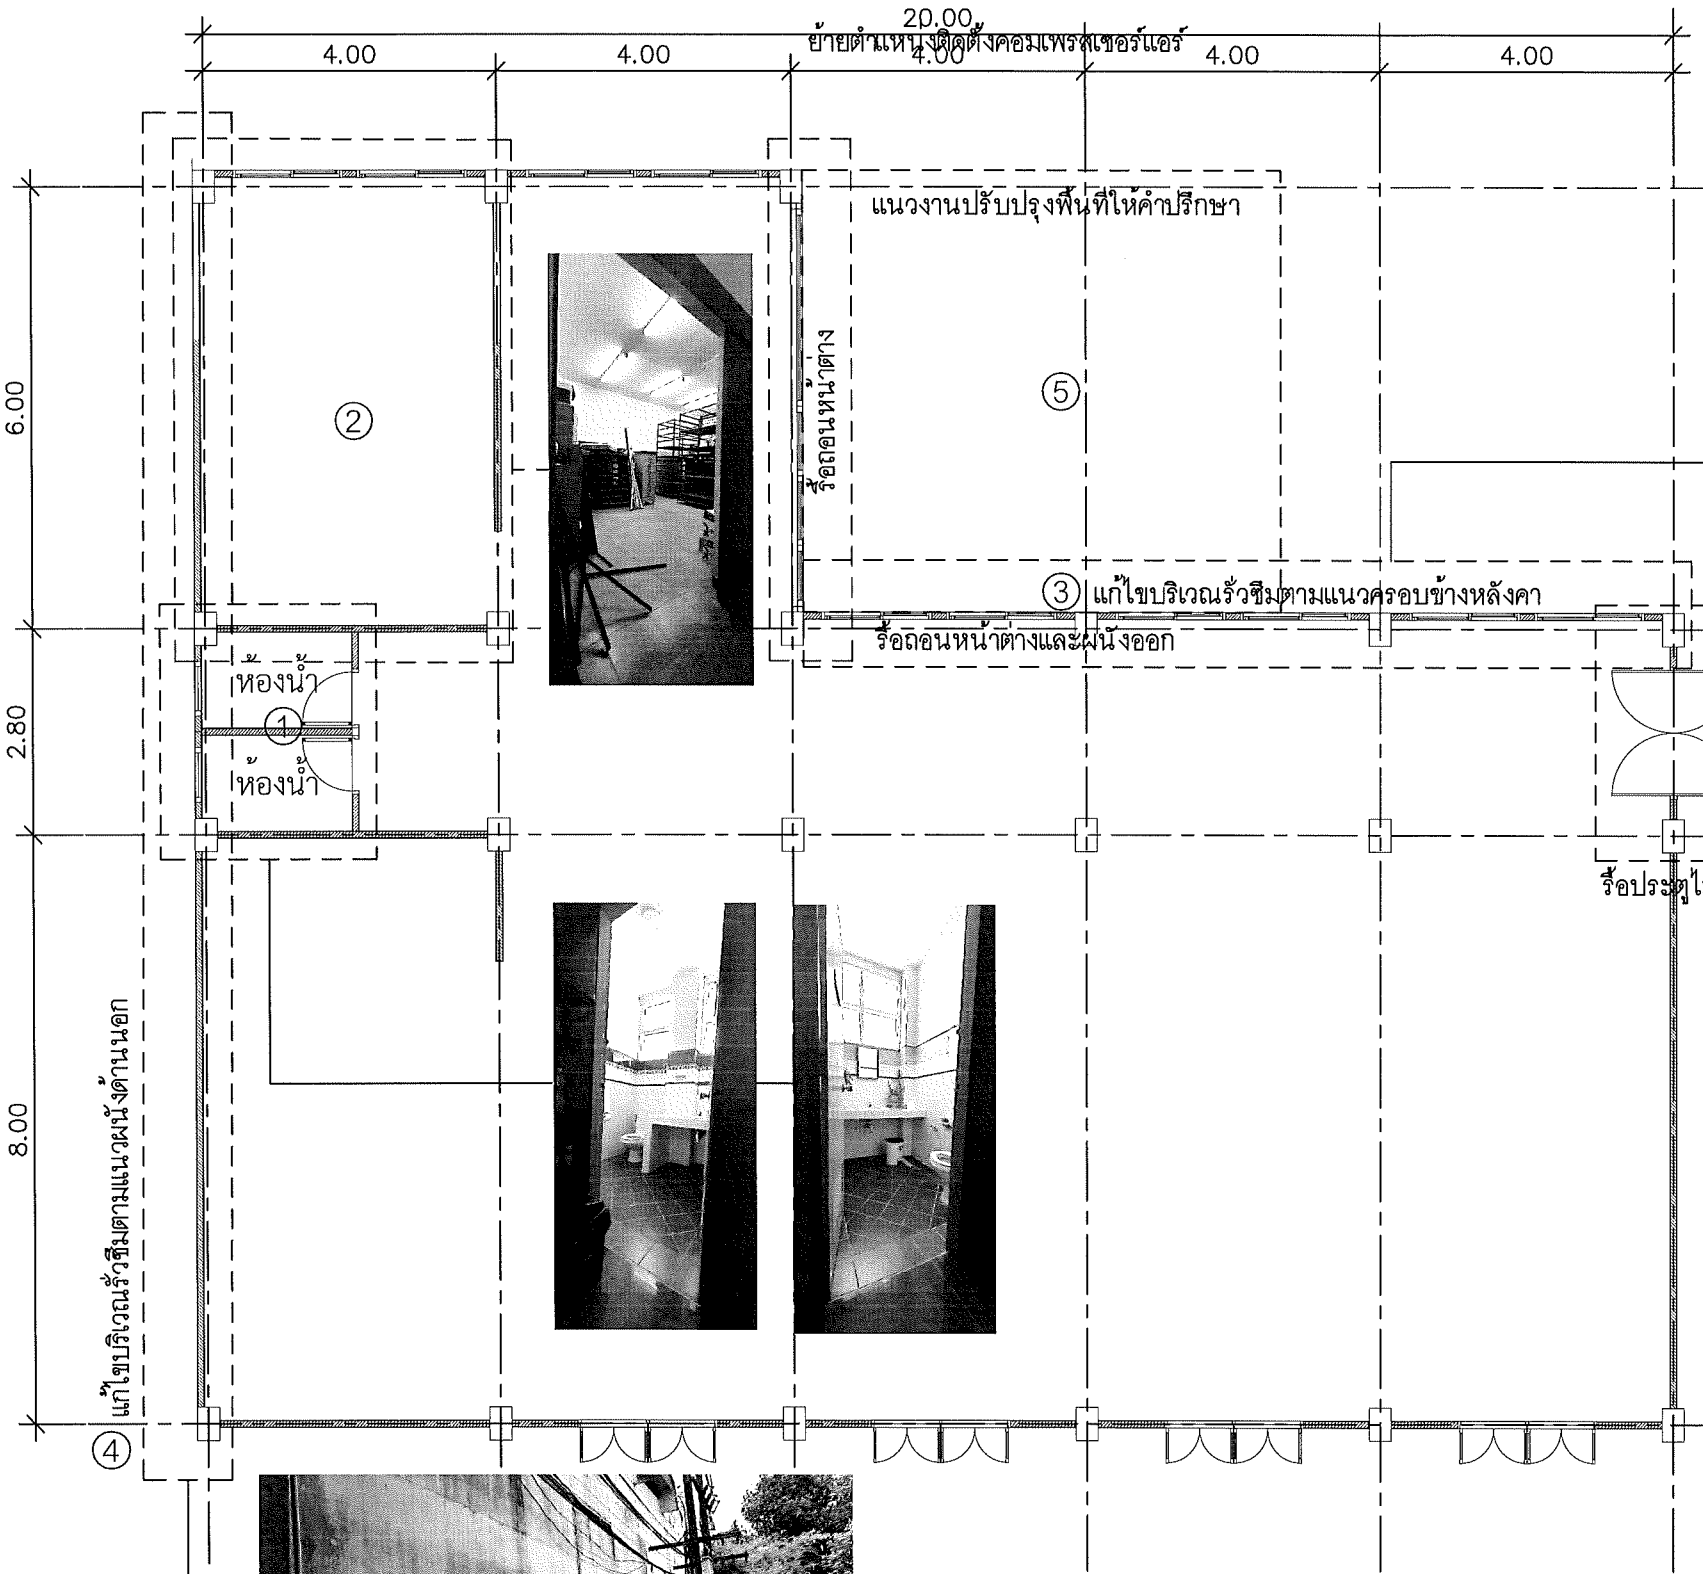 20.00
ย้ายตำแหน่งติดตั้งคอมเพรสเซอร์แอร์
4.00
4.00
4.00
4.00
4.00
แนวงานปรับปรุงพื้นที่ให้คำปรึกษา
6.00
②
รื้อถอนหน้าต่าง
⑤
③ แก้ไขบริเวณรั่วซึมตามแนวครอบข้างหลังคา
รื้อถอนหน้าต่างและผนังออก
ห้องน้ำ
①
2.80
ห้องน้ำ
รื้อประตูไ
8.00
แก้ไขบริเวณรั่วซึมตามแนวผนังด้านนอก
④